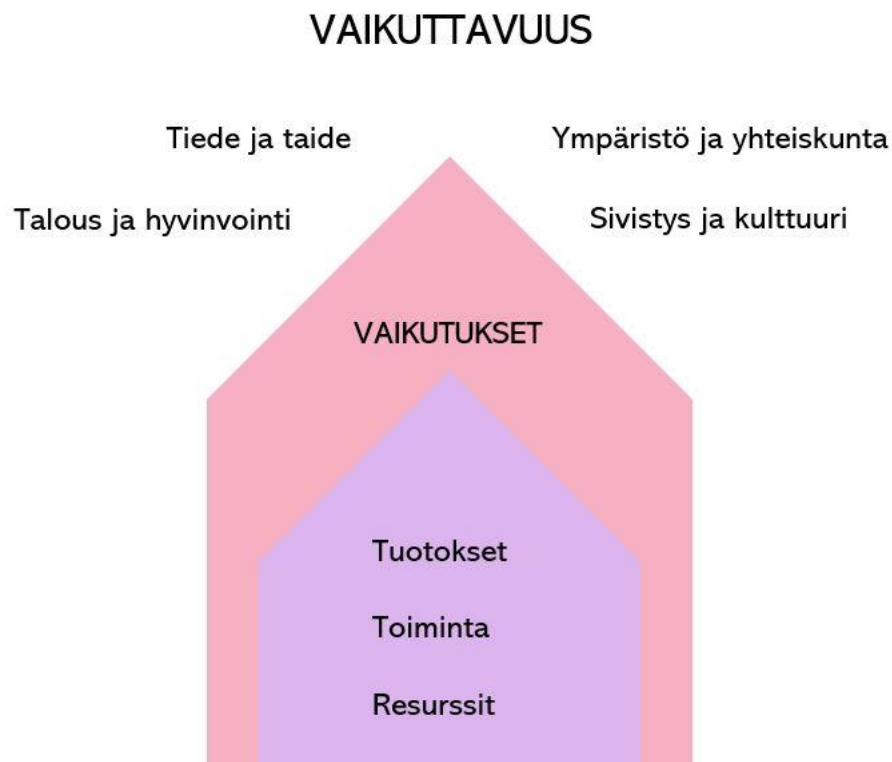 VAIKUTTAVUUS
Tiede ja taide
Ympäristö ja yhteiskunta
Talous ja hyvinvointi
Sivistys ja kulttuuri
VAIKUTUKSET
Tuotokset
Toiminta
Resurssit